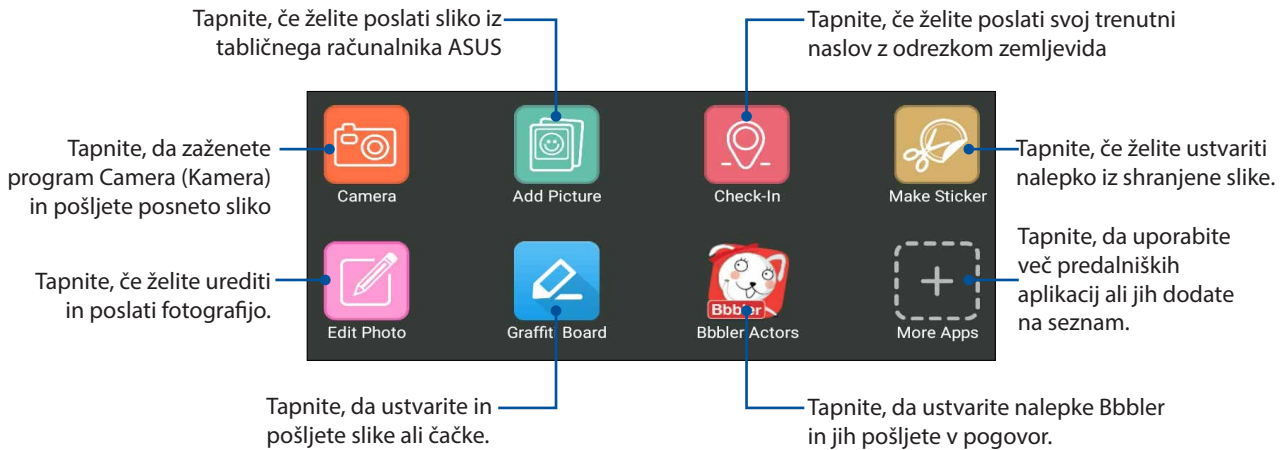 Tapnite, če želite poslati sliko iz
tabličnega računalnika ASUS
Tapnite, če želite poslati svoj trenutni
naslov z odrezkom zemljevida
Tapnite, da zaženete
program Camera (Kamera)
in pošljete posneto sliko
Camera
Add Picture
Check-In
Make Sticker
Tapnite, če želite ustvariti
nalepko iz shranjene slike.
Tapnite, če želite urediti
in poslati fotografijo.
Edit Photo
Graffiti Board
Bbbler
Bbbler Actors
More Apps
Tapnite, da uporabite
več predalniških
aplikacij ali jih dodate
na seznam.
Tapnite, da ustvarite in
pošljete slike ali čačke.
Tapnite, da ustvarite nalepke Bbbler
in jih pošljete v pogovor.